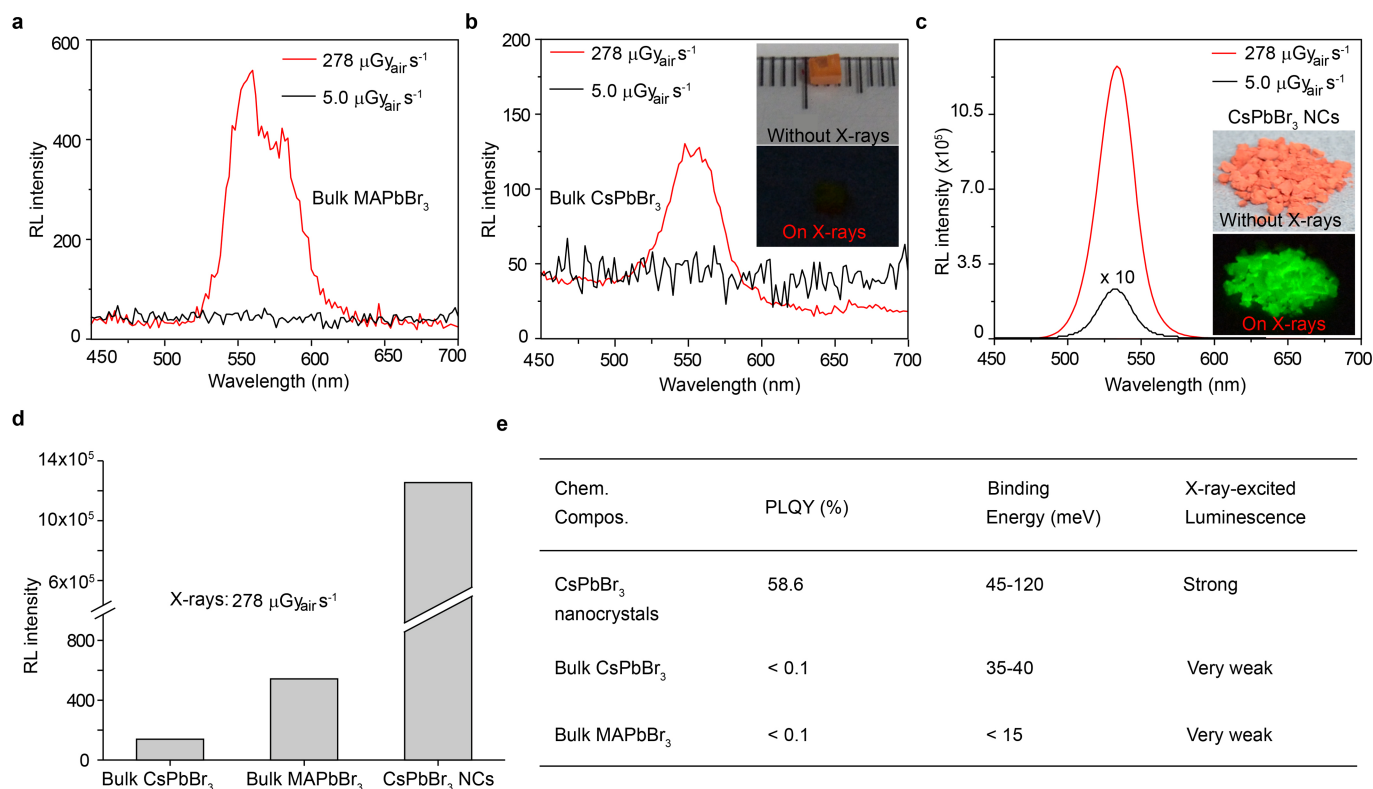 a
600
400
200
0
RL intensity
278 μGyair s-1
5.0 μGyair s-1
Bulk MAPbBr3
450 500 550 600 650 700
Wavelength (nm)
b
200
150
100
50
0
RL intensity
278 μGyair s-1
5.0 μGyair s-1
Bulk CsPbBr3
Without X-rays
On X-rays
450 500 550 600 650 700
Wavelength (nm)
c
10.5
7.0
3.5
0
RL intensity (x10⁵)
278 μGyair s-1
5.0 μGyair s-1
CsPbBr3 NCs
Without X-rays
On X-rays
x 10
450 500 550 600 650 700
Wavelength (nm)
d
14x10⁵
10x10⁵
6x10⁵
800
400
0
RL intensity
X-rays: 278 μGyair s-1
Bulk CsPbBr3 Bulk MAPbBr3 CsPbBr3 NCs
e
Chem.
Compos.
PLQY (%)
Binding
Energy (meV)
X-ray-excited
Luminescence
CsPbBr3
nanocrystals
58.6
45-120
Strong
Bulk CsPbBr3 < 0.1 35-40 Very weak
Bulk MAPbBr3 < 0.1 < 15 Very weak